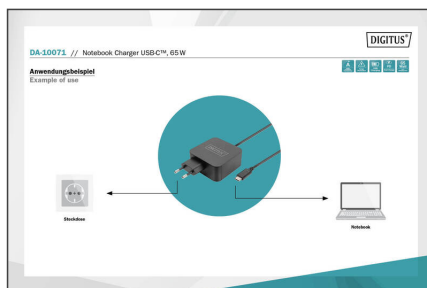 DIGITUS®
DA-10071 // Notebook Charger USB-C™, 65 W
Anwendungsbeispiel
Example of use
Steckdose
Notebook